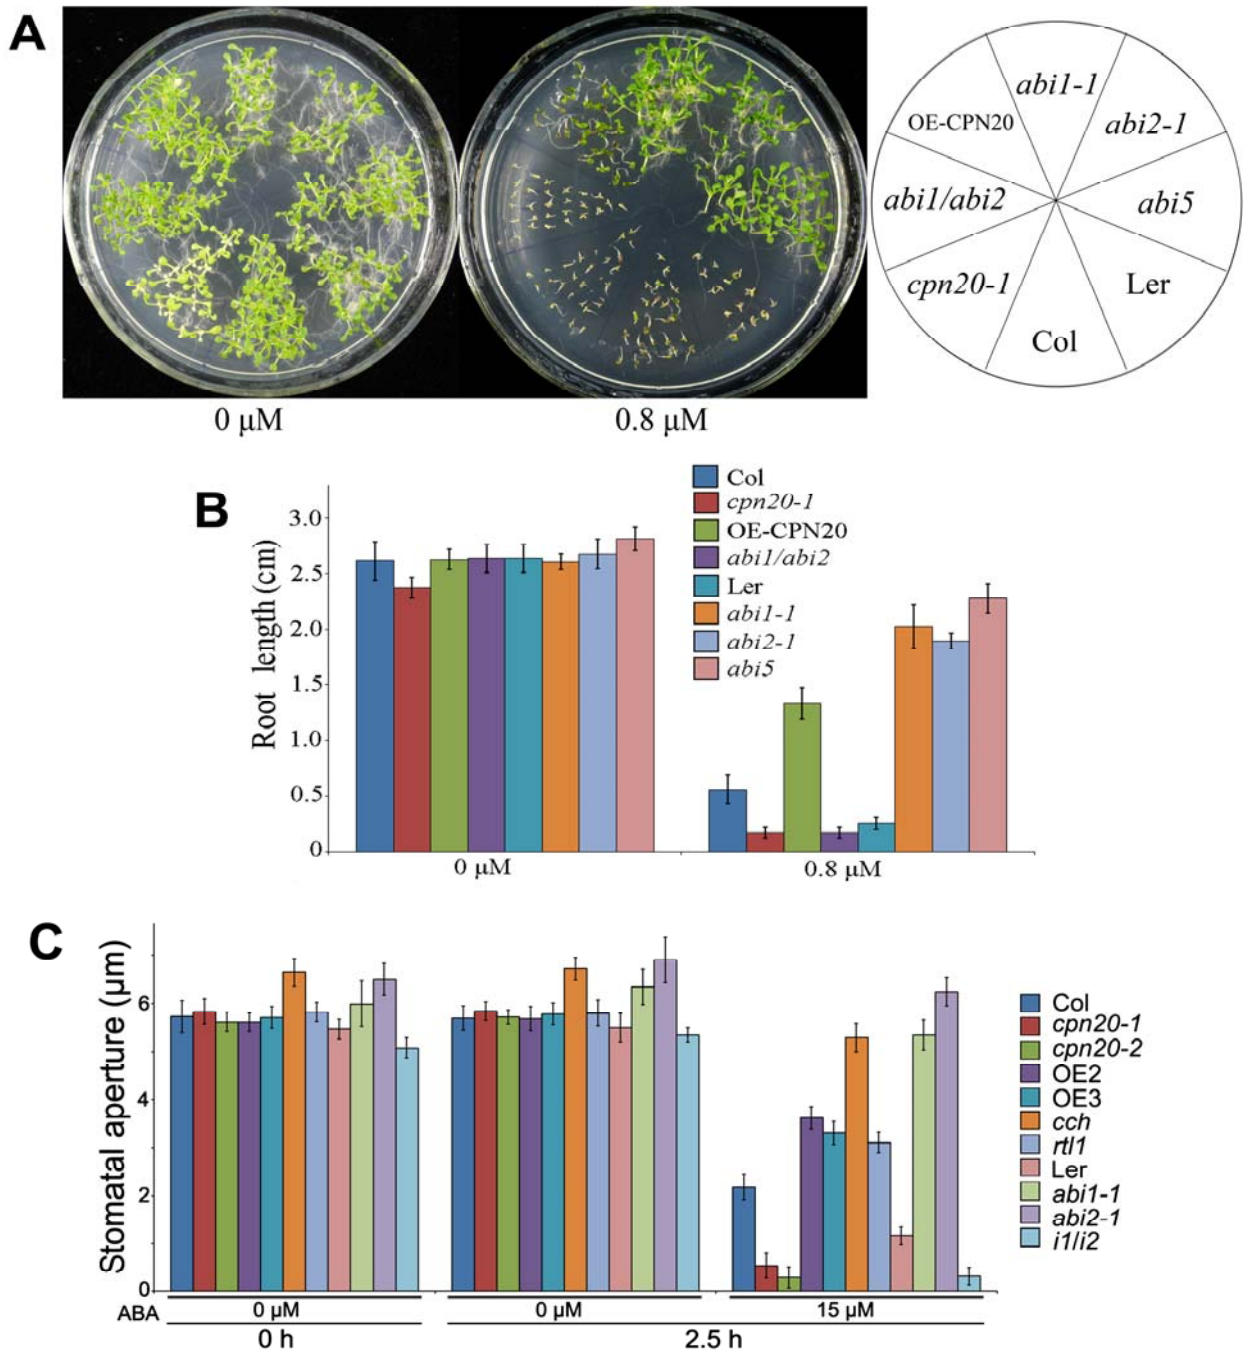 A
abi1-1
OE-CPN20
abi2-1
abi1/abi2
abi5
cpn20-1
Ler
Col
0 μM
0.8 μM
B
Col
cpn20-1
OE-CPN20
abi1/abi2
Ler
abi1-1
abi2-1
abi5
Root length (cm)
3.0
2.5
2.0
1.5
1.0
0.5
0
0 μM
0.8 μM
C
Stomatal aperture (μm)
6
4
2
0
Col
cpn20-1
cpn20-2
OE2
OE3
cch
rtl1
Ler
abi1-1
abi2-1
i1/i2
ABA 0 μM 0 μM 15 μM
0 h 2.5 h